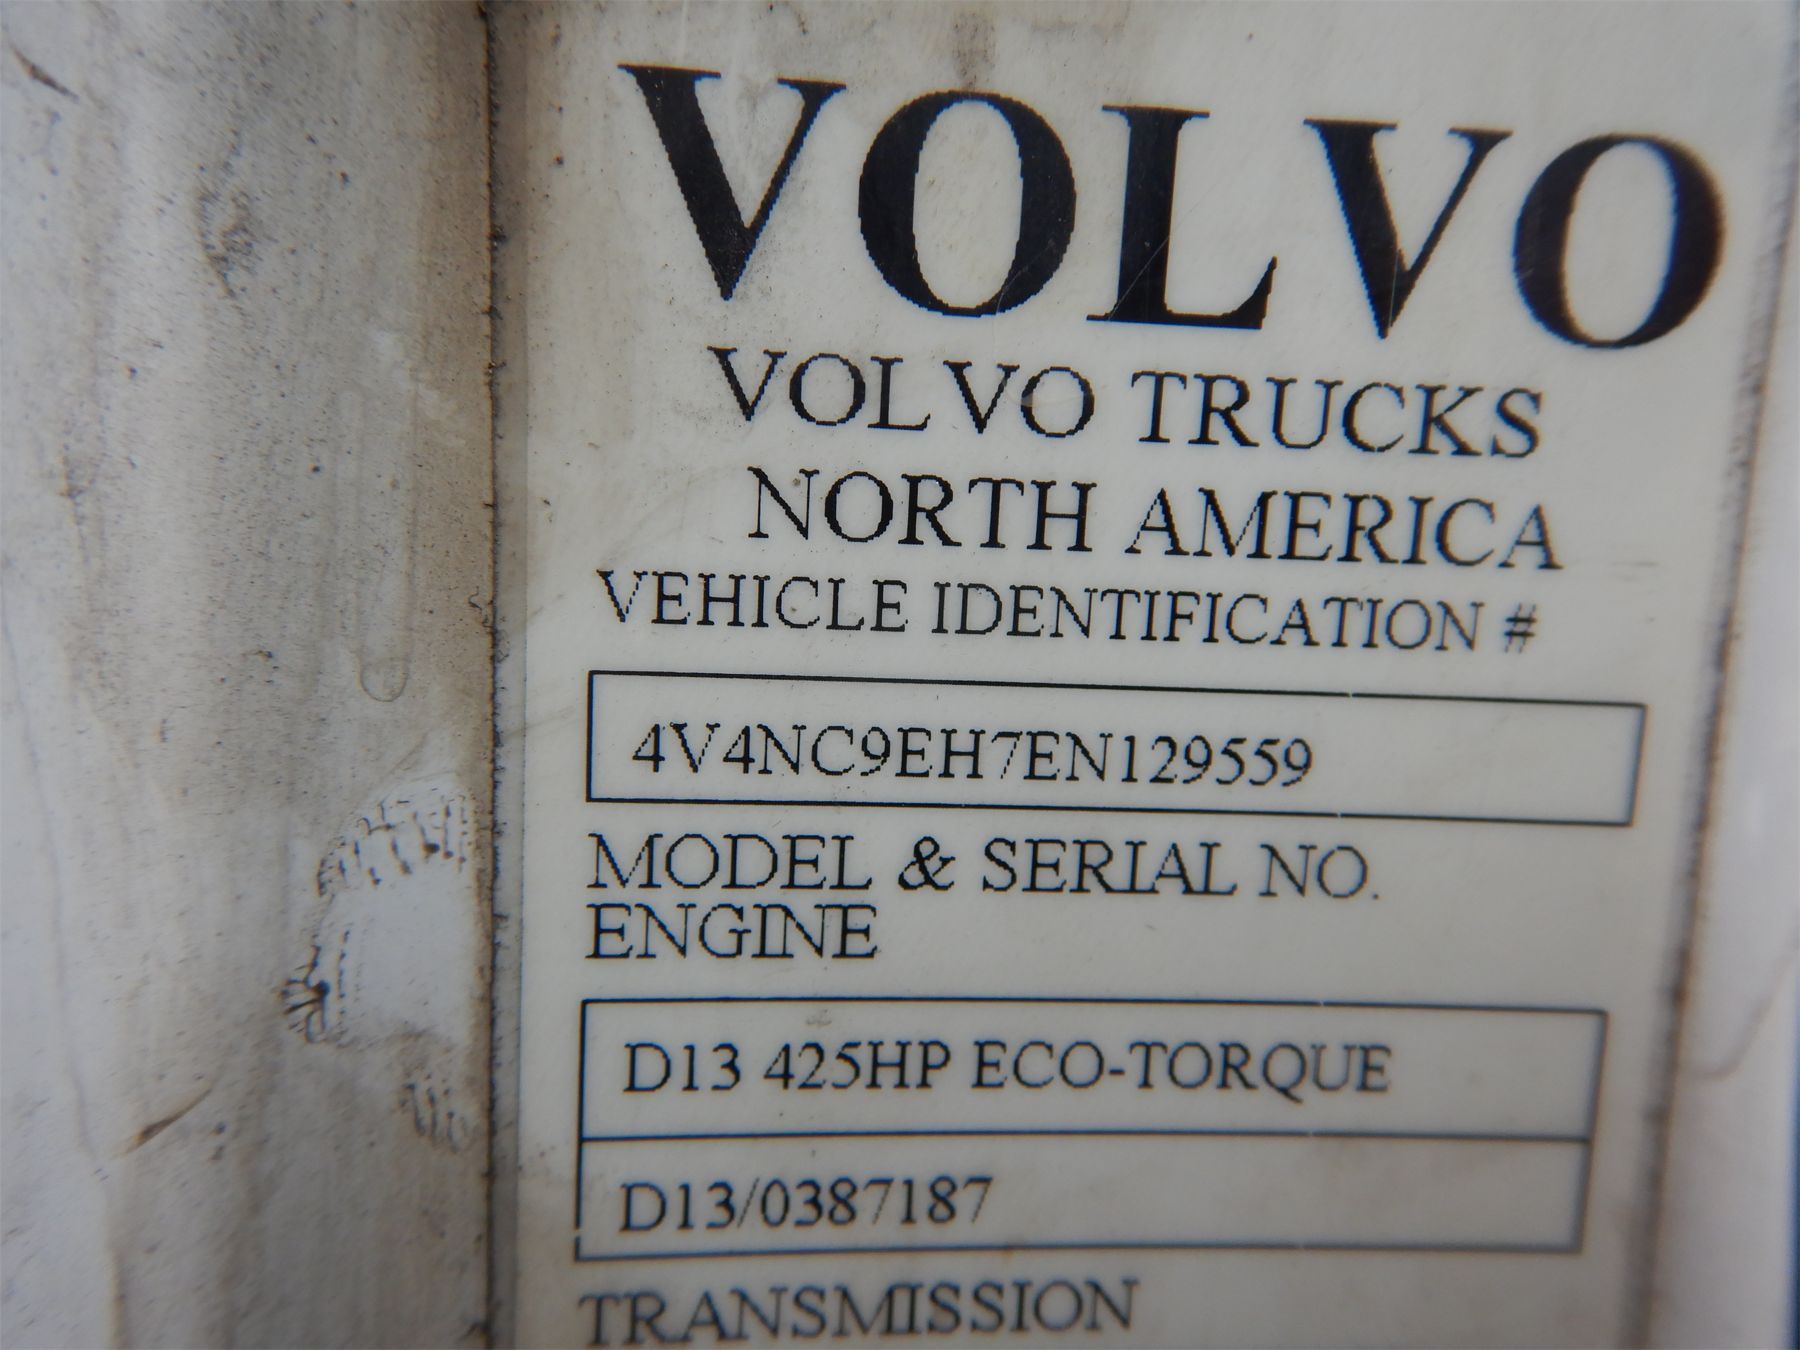 VOLVO
VOLVO TRUCKS
NORTH AMERICA
VEHICLE IDENTIFICATION #
4V4NC9EH7EN129559
MODEL & SERIAL NO.
ENGINE
D13 425HP ECO-TORQUE
D13/0387187
TRANSMISSION